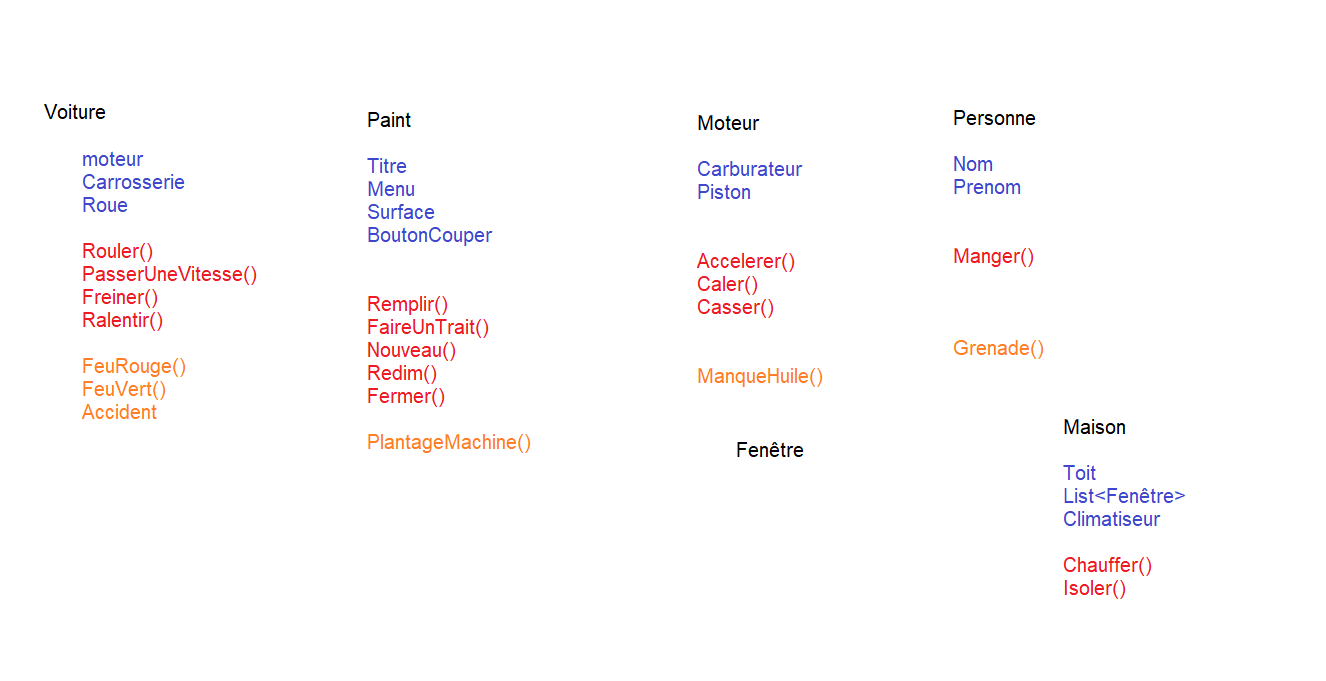 Voiture
moteur
Carrosserie
Roue
Rouler()
PasserUneVitesse()
Freiner()
Ralentir()
FeuRouge()
FeuVert()
Accident
Paint
Titre
Menu
Surface
BoutonCouper
Remplir()
FaireUnTrait()
Nouveau()
Redim()
Fermer()
PlantageMachine()
Moteur
Carburateur
Piston
Accelerer()
Caler()
Casser()
ManqueHuile()
Fenêtre
Personne
Nom
Prenom
Manger()
Grenade()
Maison
Toit
List<Fenêtre>
Climatiseur
Chauffer()
Isoler()